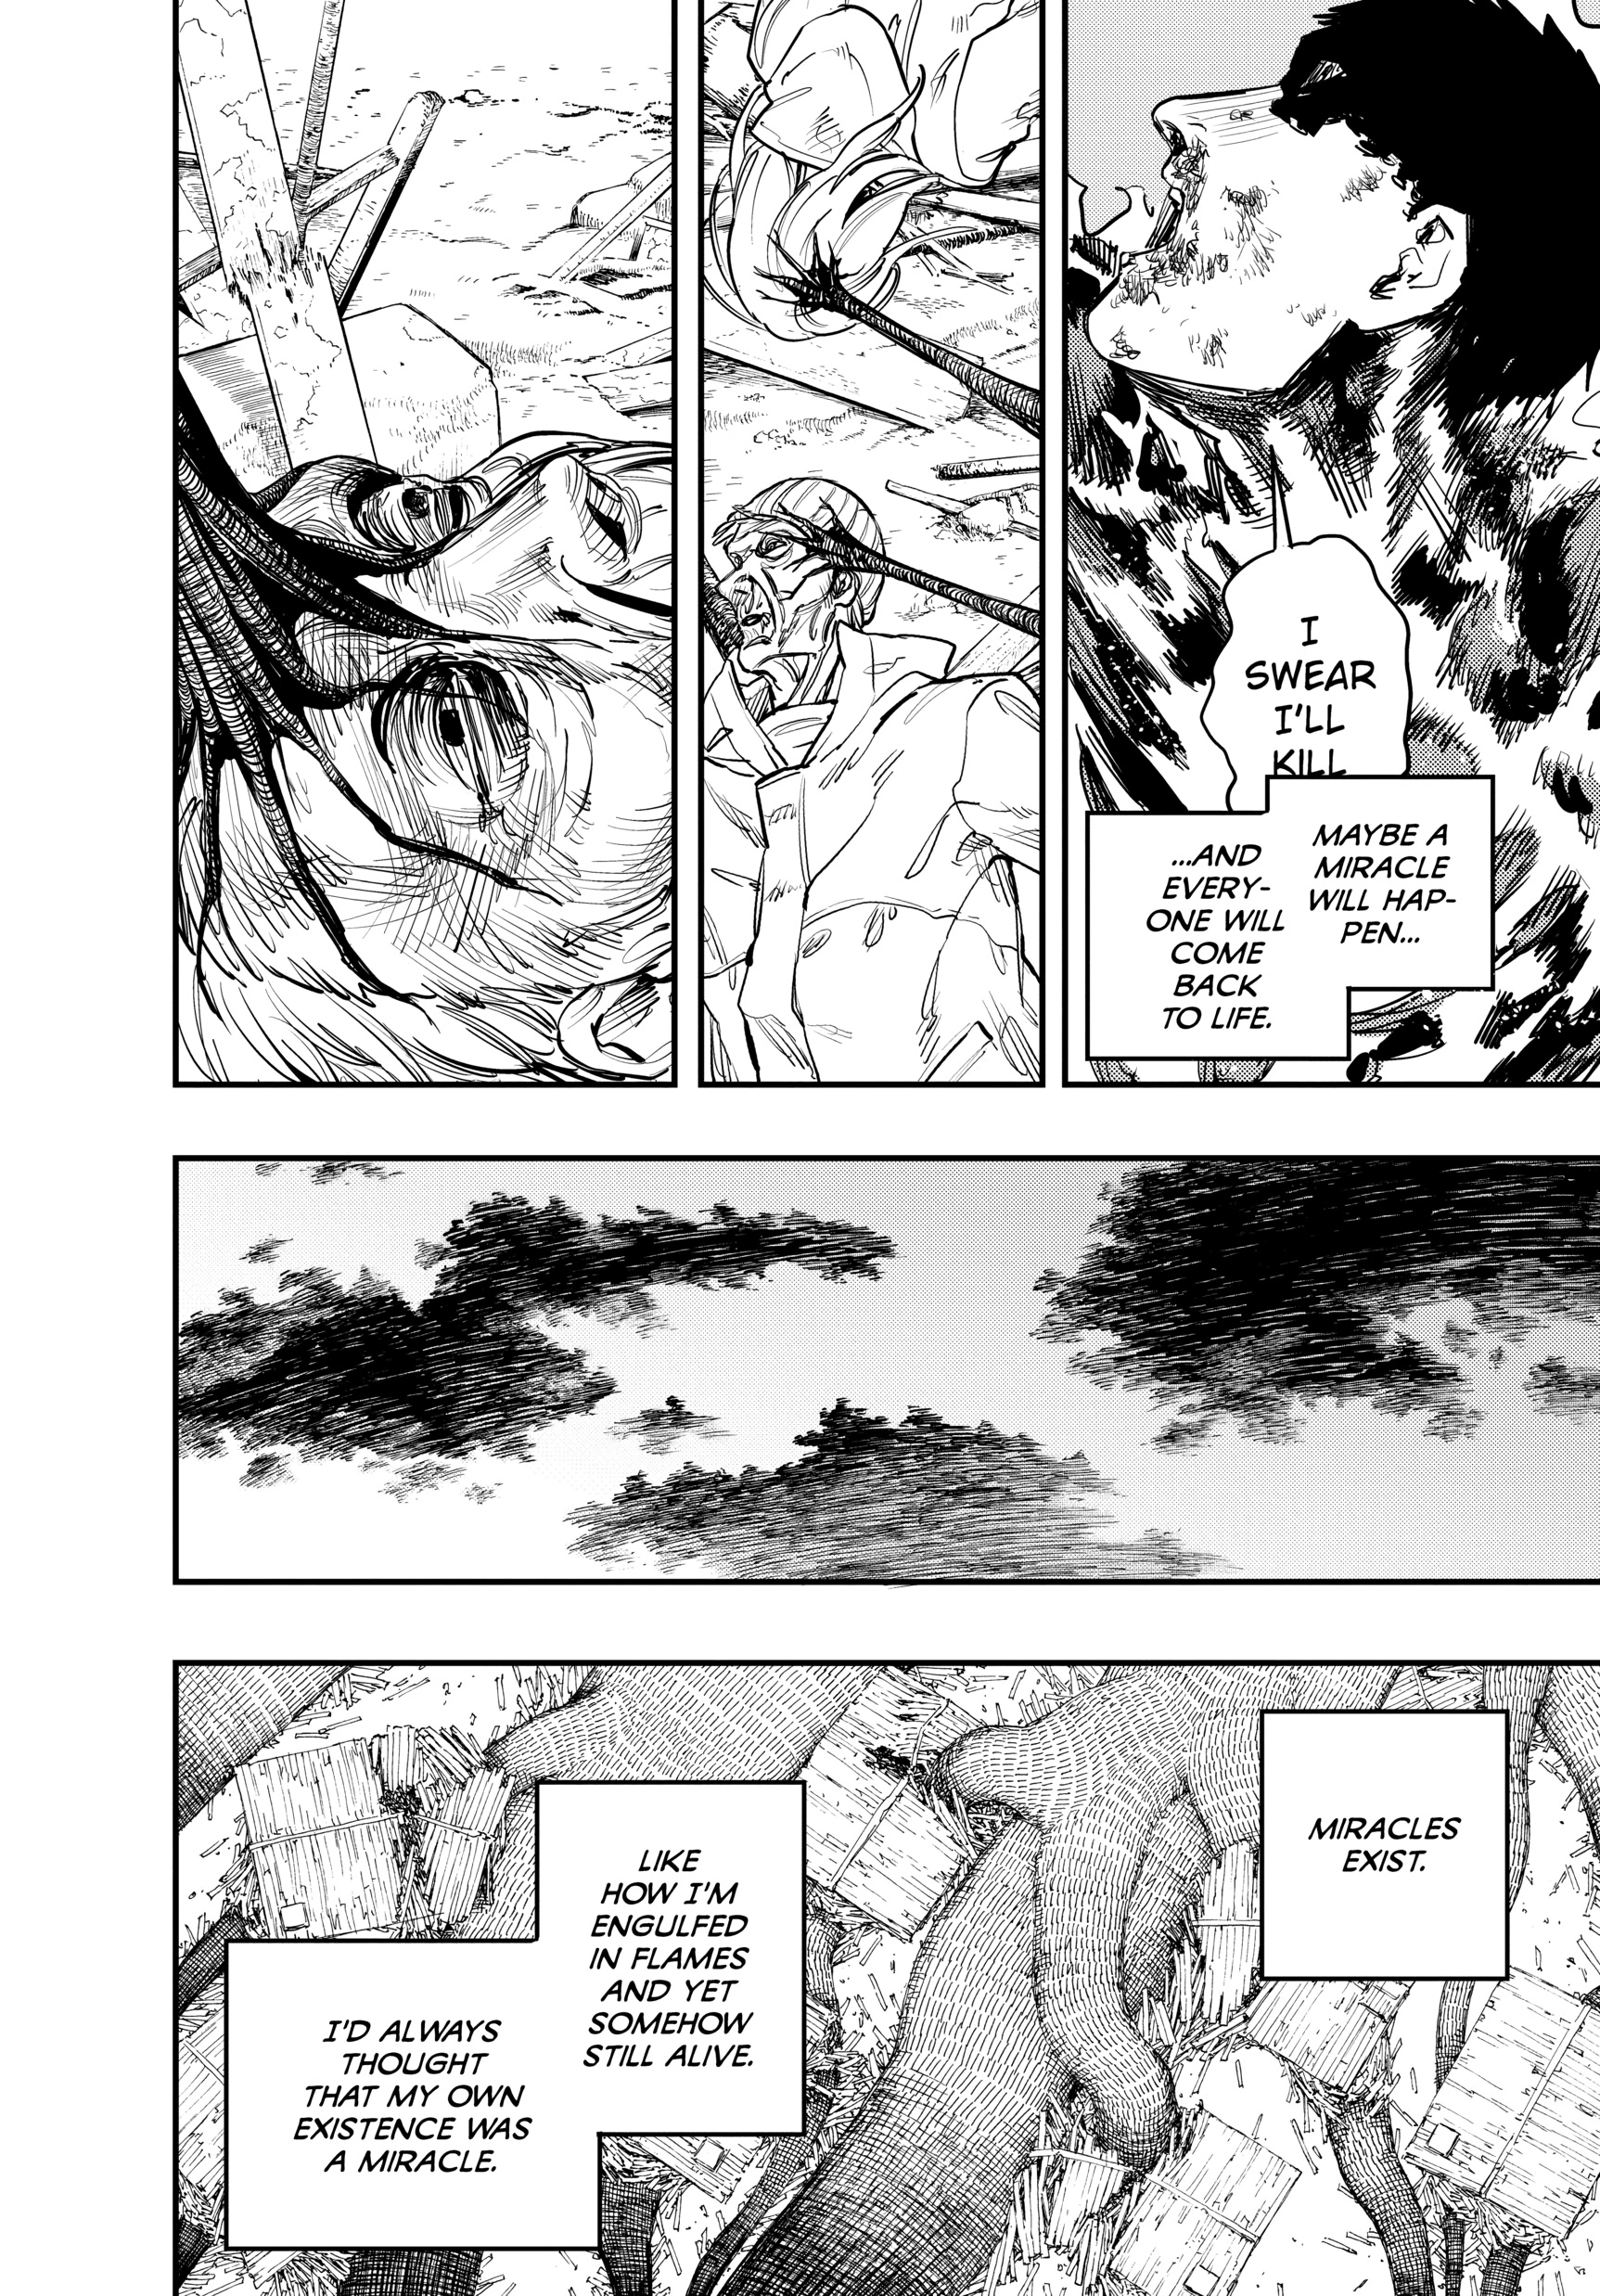 I
SWEAR
I'LL
KILL
MAYBE A
MIRACLE
WILL HAP-
PEN...
...AND
EVERY-
ONE WILL
COME
BACK
TO LIFE.
MIRACLES
EXIST.
LIKE
HOW I'M
ENGULFED
IN FLAMES
AND YET
SOMEHOW
STILL ALIVE.
I'D ALWAYS
THOUGHT
THAT MY OWN
EXISTENCE WAS
A MIRACLE.